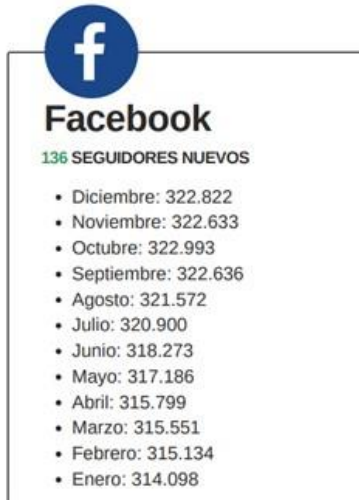 f
Facebook
136 SEGUIDORES NUEVOS
• Diciembre: 322.822
• Noviembre: 322.633
• Octubre: 322.993
• Septiembre: 322.636
• Agosto: 321.572
• Julio: 320.900
• Junio: 318.273
• Mayo: 317.186
• Abril: 315.799
• Marzo: 315.551
• Febrero: 315.134
• Enero: 314.098